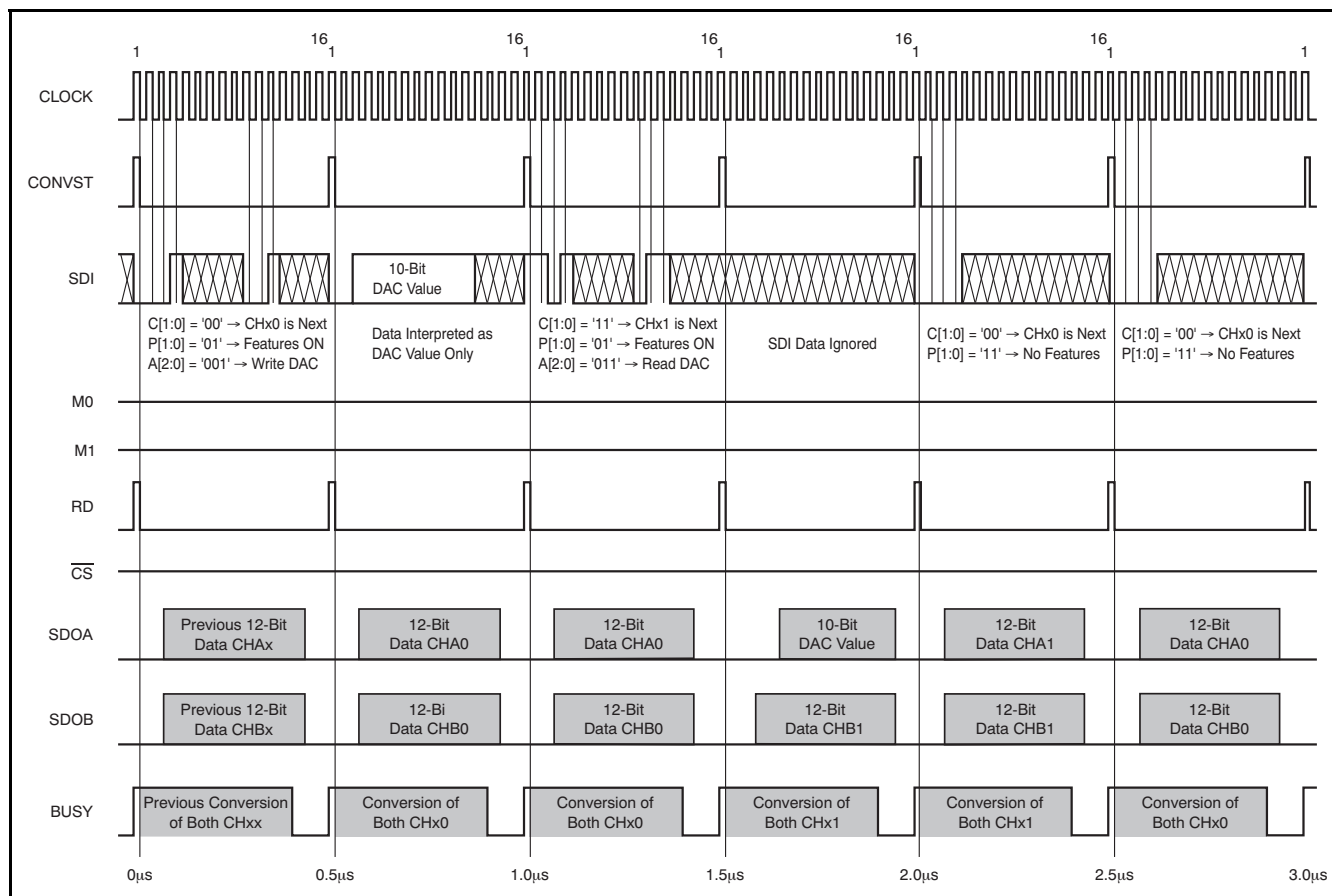 16 16 16 16 16
1 1 1 1 1 1 1
CLOCK
CONVST
SDI
10-Bit
DAC Value
C[1:0] = '00' → CHx0 is Next
P[1:0] = '01' → Features ON
A[2:0] = '001' → Write DAC
Data Interpreted as
DAC Value Only
C[1:0] = '11' → CHx1 is Next
P[1:0] = '01' → Features ON
A[2:0] = '011' → Read DAC
SDI Data Ignored
C[1:0] = '00' → CHx0 is Next
P[1:0] = '11' → No Features
C[1:0] = '00' → CHx0 is Next
P[1:0] = '11' → No Features
M0
M1
RD
CS
SDOA
Previous 12-Bit
Data CHAx
12-Bit
Data CHA0
12-Bit
Data CHA0
10-Bit
DAC Value
12-Bit
Data CHA1
12-Bit
Data CHA0
SDOB
Previous 12-Bit
Data CHBx
12-Bi
Data CHB0
12-Bit
Data CHB0
12-Bit
Data CHB1
12-Bit
Data CHB1
12-Bit
Data CHB0
BUSY
Previous Conversion
of Both CHxx
Conversion of
Both CHx0
Conversion of
Both CHx0
Conversion of
Both CHx1
Conversion of
Both CHx1
Conversion of
Both CHx0
0µs 0.5µs 1.0µs 1.5µs 2.0µs 2.5µs 3.0µs